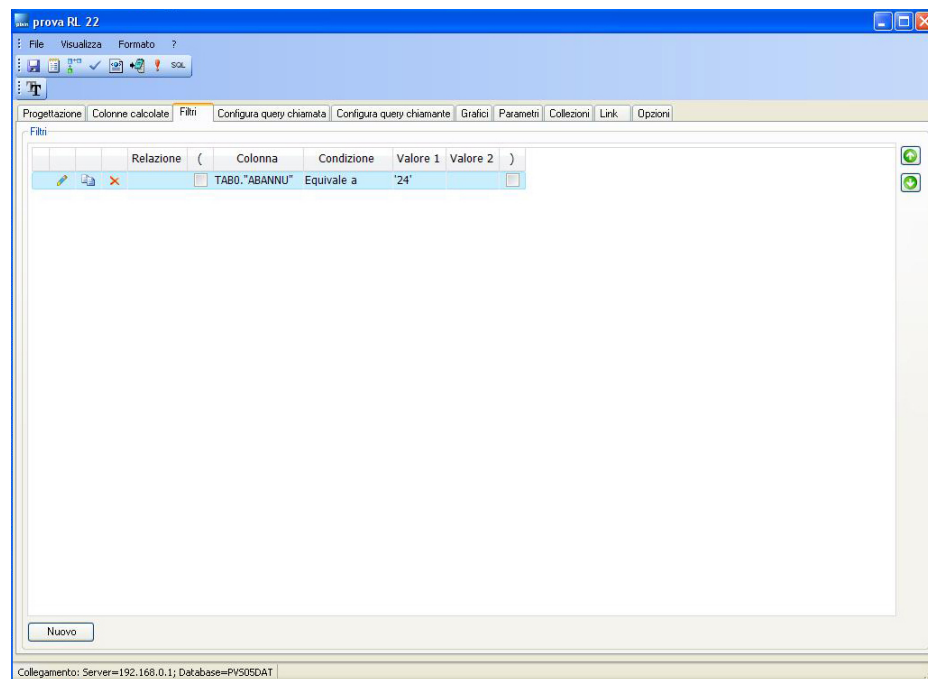 prova RL 22
File Visualizza Formato ?
SQL
Progettazione Colonne calcolate Filtri Configura query chiamata Configura query chiamante Grafici Parametri Collezioni Link Opzioni
Filtri
Relazione ( Colonna Condizione Valore 1 Valore 2 )
TAB0."ABANNU" Equivale a '24'
Nuovo
Collegamento: Server=192.168.0.1; Database=PVS05DAT